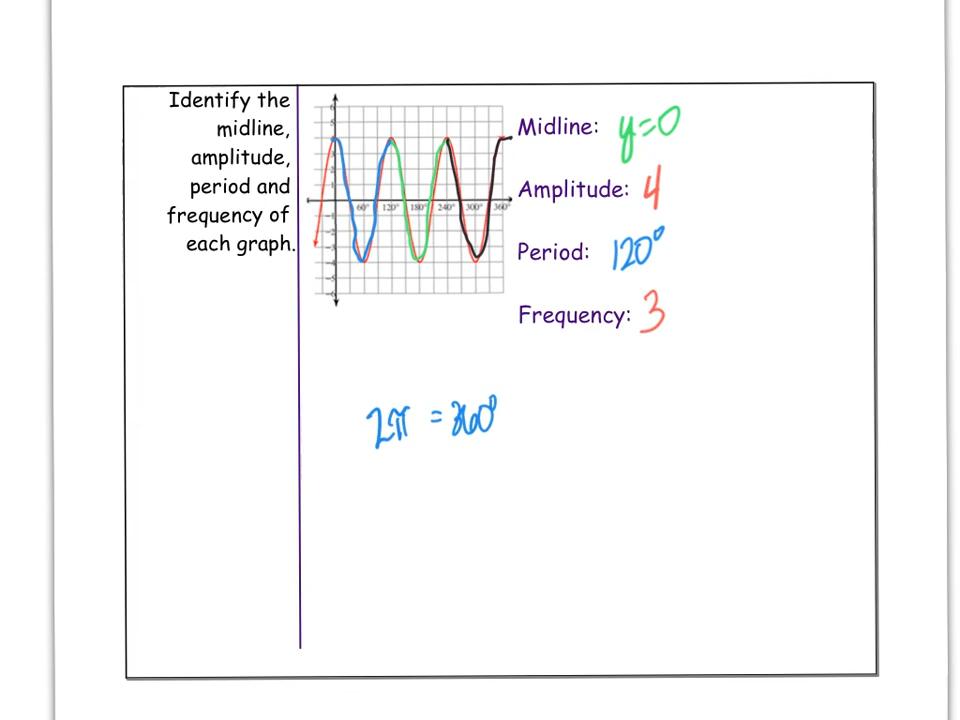 Identify the
midline,
amplitude,
period and
frequency of
each graph.
Midline: y=0
Amplitude: 4
Period: 120°
Frequency: 3
60° 120° 180° 240° 300° 360°
2π = 360°